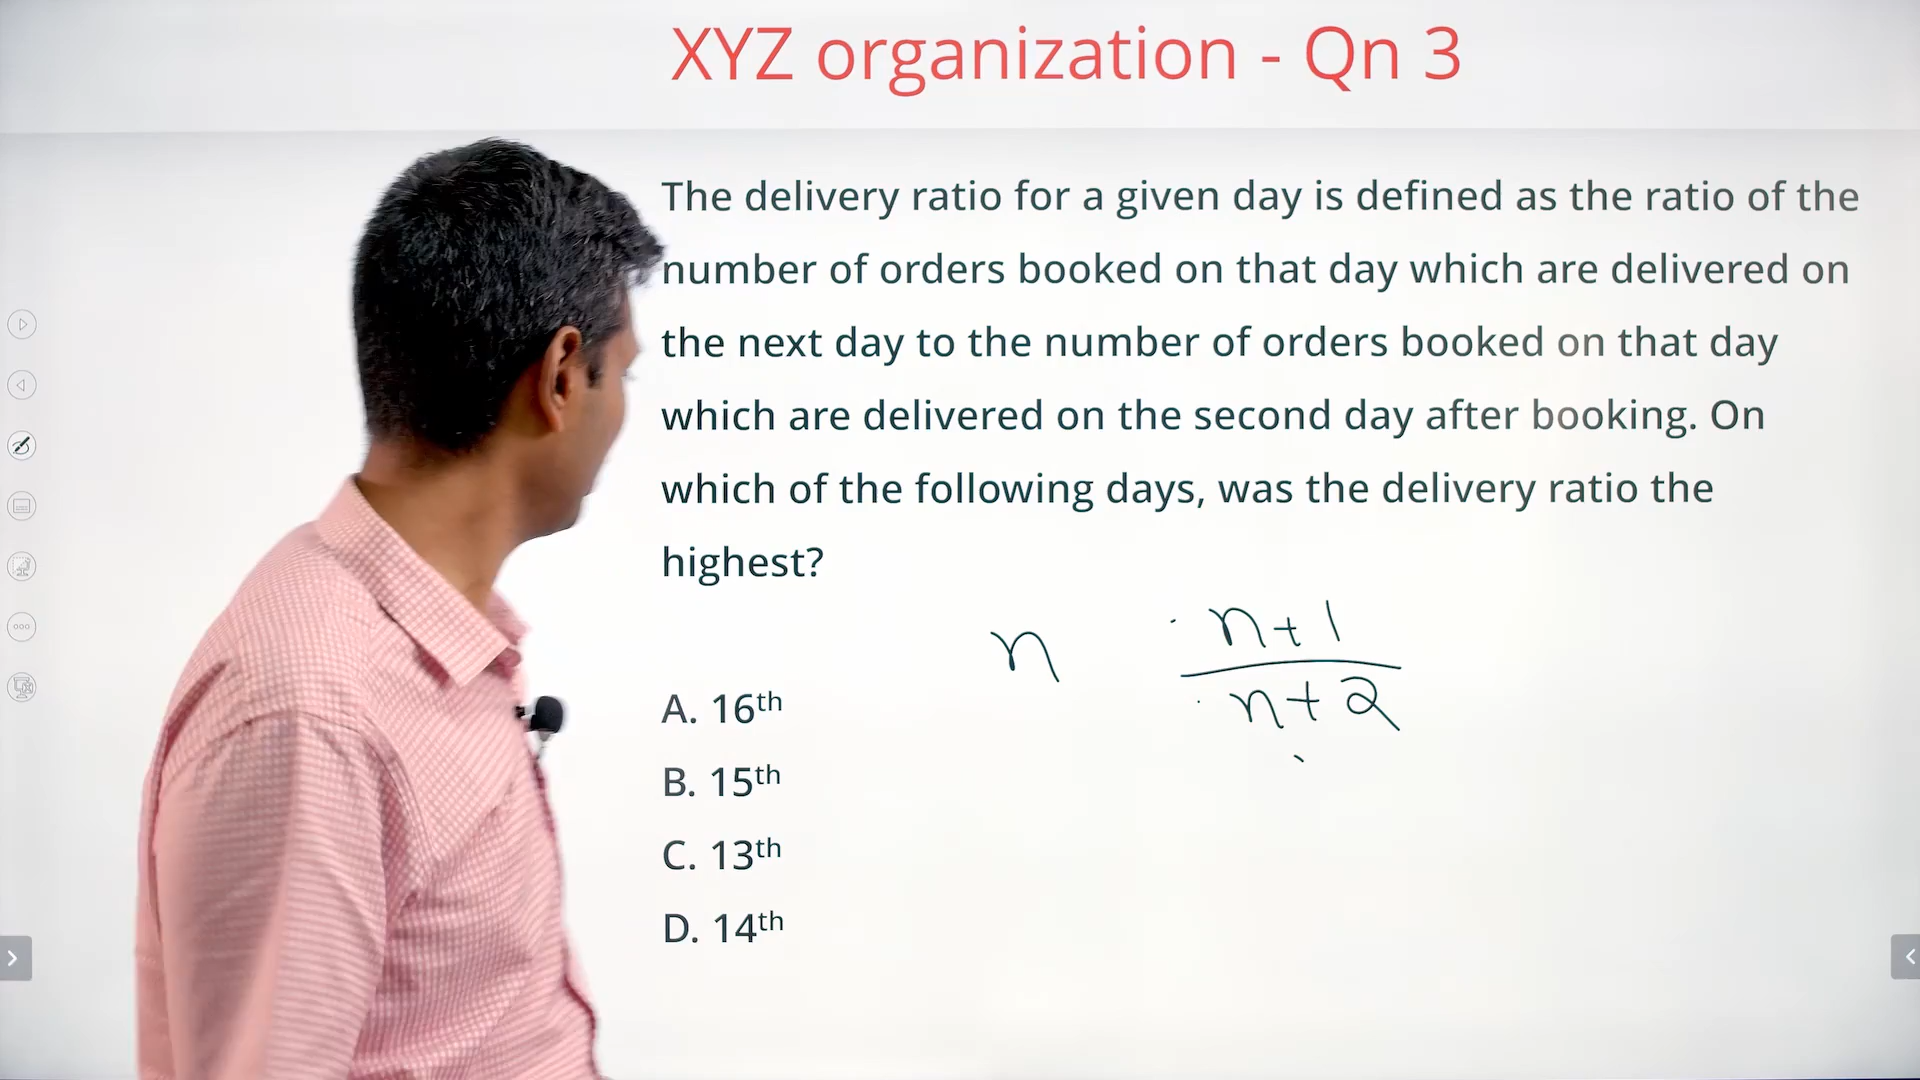 XYZ organization - Qn 3
The delivery ratio for a given day is defined as the ratio of the
number of orders booked on that day which are delivered on
the next day to the number of orders booked on that day
which are delivered on the second day after booking. On
which of the following days, was the delivery ratio the
highest?
n
n+1
n+2
A. 16th
B. 15th
C. 13th
D. 14th